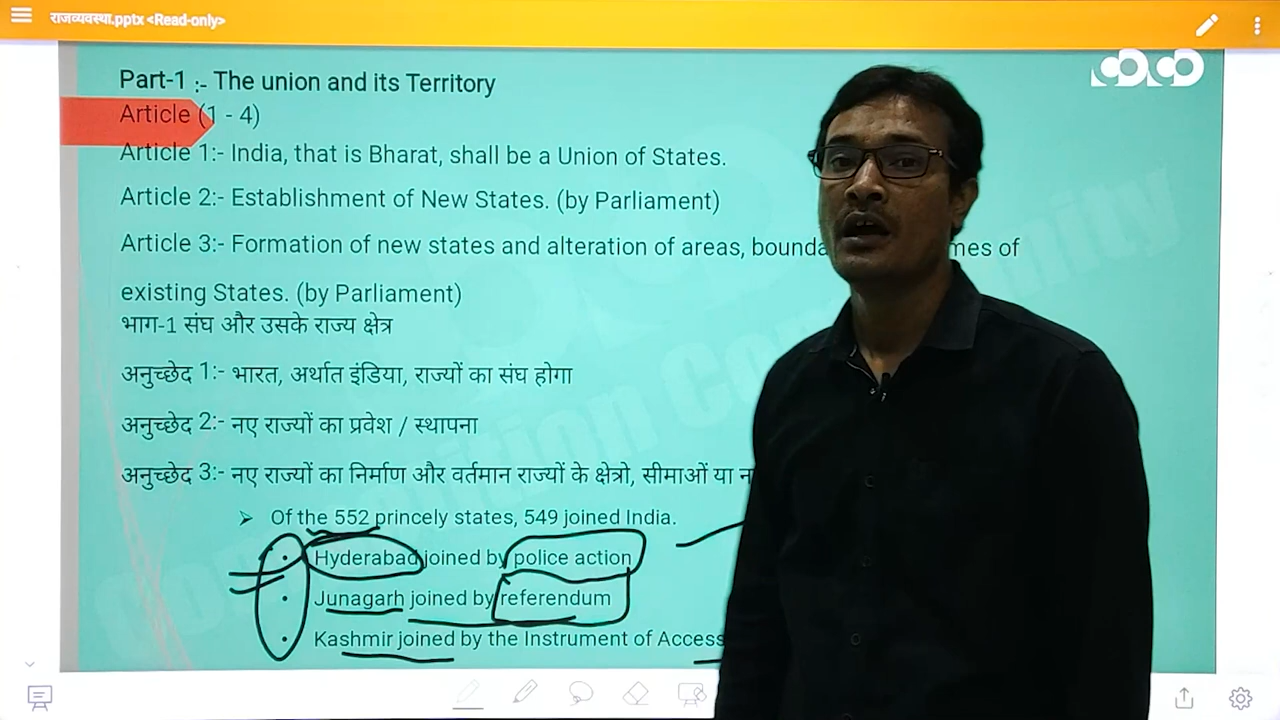 राजव्यवस्था.pptx <Read-only>
COCO
Part-1 :- The union and its Territory
Article (1 - 4)
Article 1:- India, that is Bharat, shall be a Union of States.
Article 2:- Establishment of New States. (by Parliament)
Article 3:- Formation of new states and alteration of areas, of
existing States. (by Parliament)
भाग-1 संघ और उसके राज्य क्षेत्र
अनुच्छेद 1:- भारत, अर्थात इंडिया, राज्यों का संघ होगा
अनुच्छेद 2:- नए राज्यों का प्रवेश / स्थापना
अनुच्छेद 3:- नए राज्यों का निर्माण और वर्तमान राज्यों के क्षेत्रो, सीमाओं या
➢ Of the 552 princely states, 549 joined India.
• Hyderabad joined by police action
• Junagarh joined by referendum
• Kashmir joined by the Instrument of